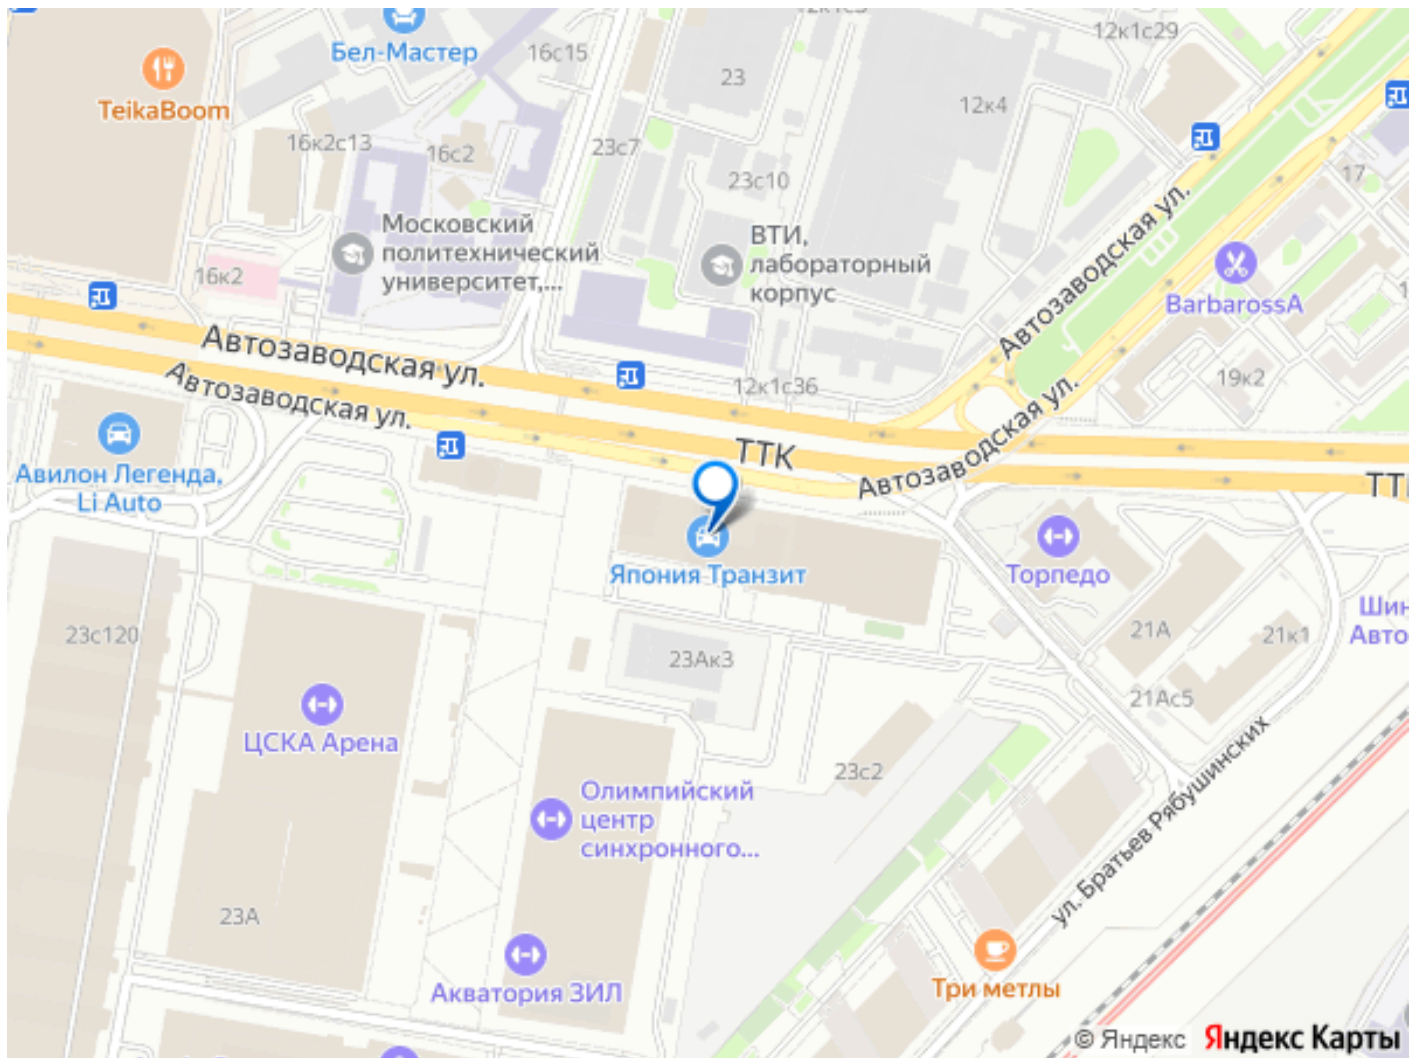 12к1с29
Бел-Мастер
16с15
23
TeikaBoom
12к4
16к2с13
16с2
23с7
17
23с10
Автозаводская ул.
Московский
политехнический
университет,...
ВТИ,
лабораторный
корпус
16к2
BarbarossA
Автозаводская ул.
Автозаводская ул.
12к1с36
19к2
Автозаводская ул.
ТТК
Авилон Легенда,
Li Auto
ТТ
Япония Транзит
Торпедо
Шин
Авто
23с120
21А
21к1
23Ак3
21Ас5
ЦСКА Арена
23с2
Олимпийский
центр
синхронного...
ул. Братьев Рябушинских
23А
Акватория ЗИЛ
Три метлы
© Яндекс Яндекс Карты